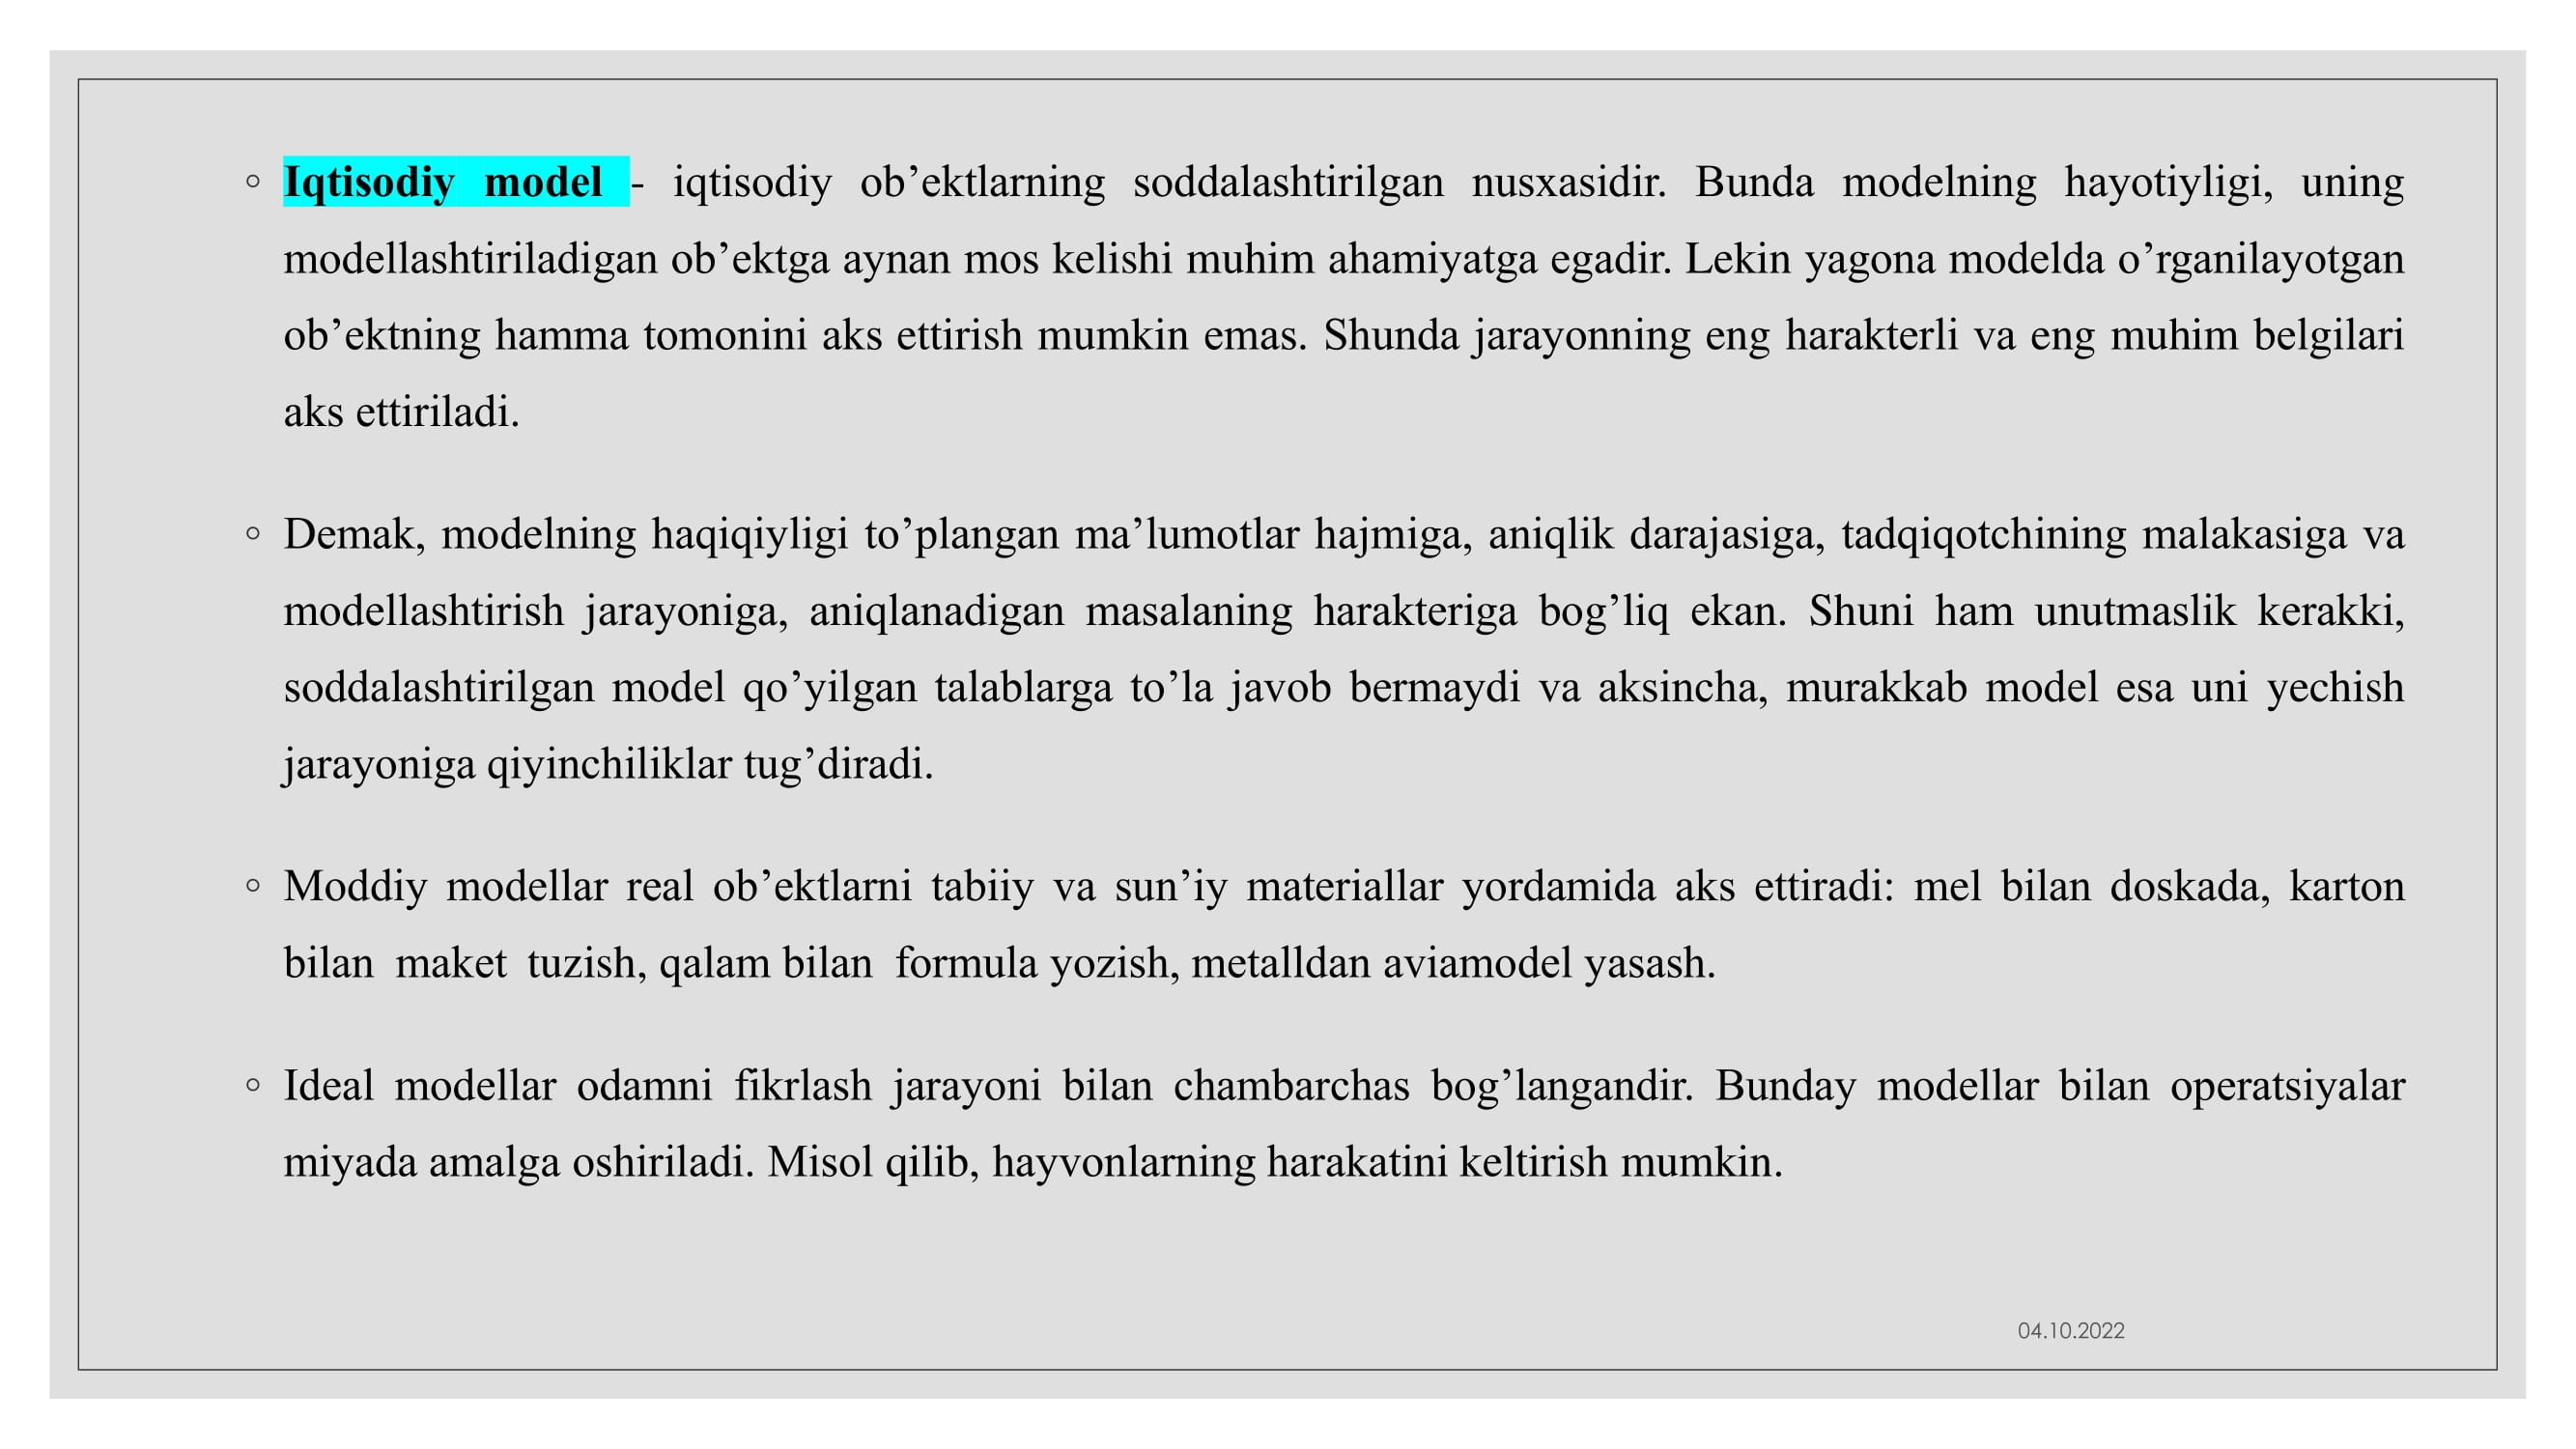 ◦ Iqtisodiy model - iqtisodiy ob’ektlarning soddalashtirilgan nusxasidir. Bunda modelning hayotiyligi, uning
modellashtiriladigan ob’ektga aynan mos kelishi muhim ahamiyatga egadir. Lekin yagona modelda o’rganilayotgan
ob’ektning hamma tomonini aks ettirish mumkin emas. Shunda jarayonning eng harakterli va eng muhim belgilari
aks ettiriladi.
◦ Demak, modelning haqiqiyligi to’plangan ma’lumotlar hajmiga, aniqlik darajasiga, tadqiqotchining malakasiga va
modellashtirish jarayoniga, aniqlanadigan masalaning harakteriga bog’liq ekan. Shuni ham unutmaslik kerakki,
soddalashtirilgan model qo’yilgan talablarga to’la javob bermaydi va aksincha, murakkab model esa uni yechish
jarayoniga qiyinchiliklar tug’diradi.
◦ Moddiy modellar real ob’ektlarni tabiiy va sun’iy materiallar yordamida aks ettiradi: mel bilan doskada, karton
bilan maket tuzish, qalam bilan formula yozish, metalldan aviamodel yasash.
◦ Ideal modellar odamni fikrlash jarayoni bilan chambarchas bog’langandir. Bunday modellar bilan operatsiyalar
miyada amalga oshiriladi. Misol qilib, hayvonlarning harakatini keltirish mumkin.
04.10.2022